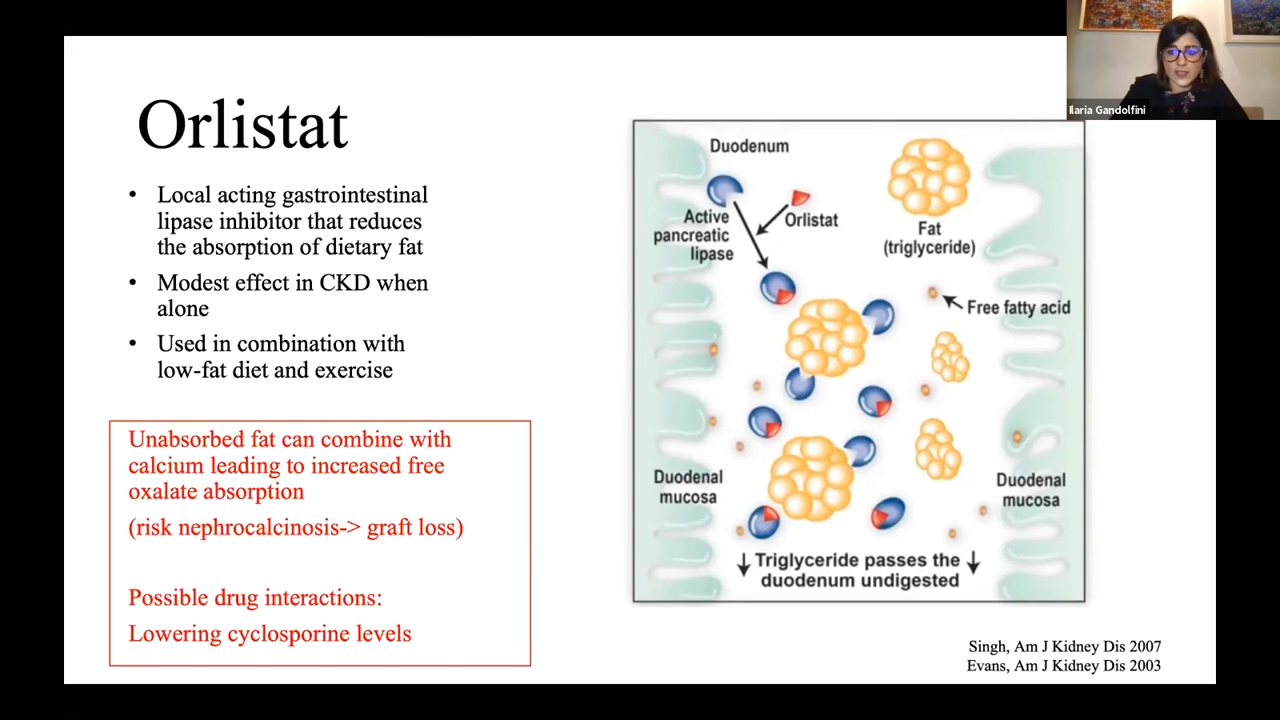 Ilaria Gandolfini
Orlistat
• Local acting gastrointestinal
lipase inhibitor that reduces
the absorption of dietary fat
• Modest effect in CKD when
alone
• Used in combination with
low-fat diet and exercise
Unabsorbed fat can combine with
calcium leading to increased free
oxalate absorption
(risk nephrocalcinosis-> graft loss)
Possible drug interactions:
Lowering cyclosporine levels
Duodenum
Active
pancreatic
lipase
Orlistat
Fat
(triglyceride)
Free fatty acid
Duodenal
mucosa
Duodenal
mucosa
↓ Triglyceride passes the ↓
duodenum undigested
Singh, Am J Kidney Dis 2007
Evans, Am J Kidney Dis 2003